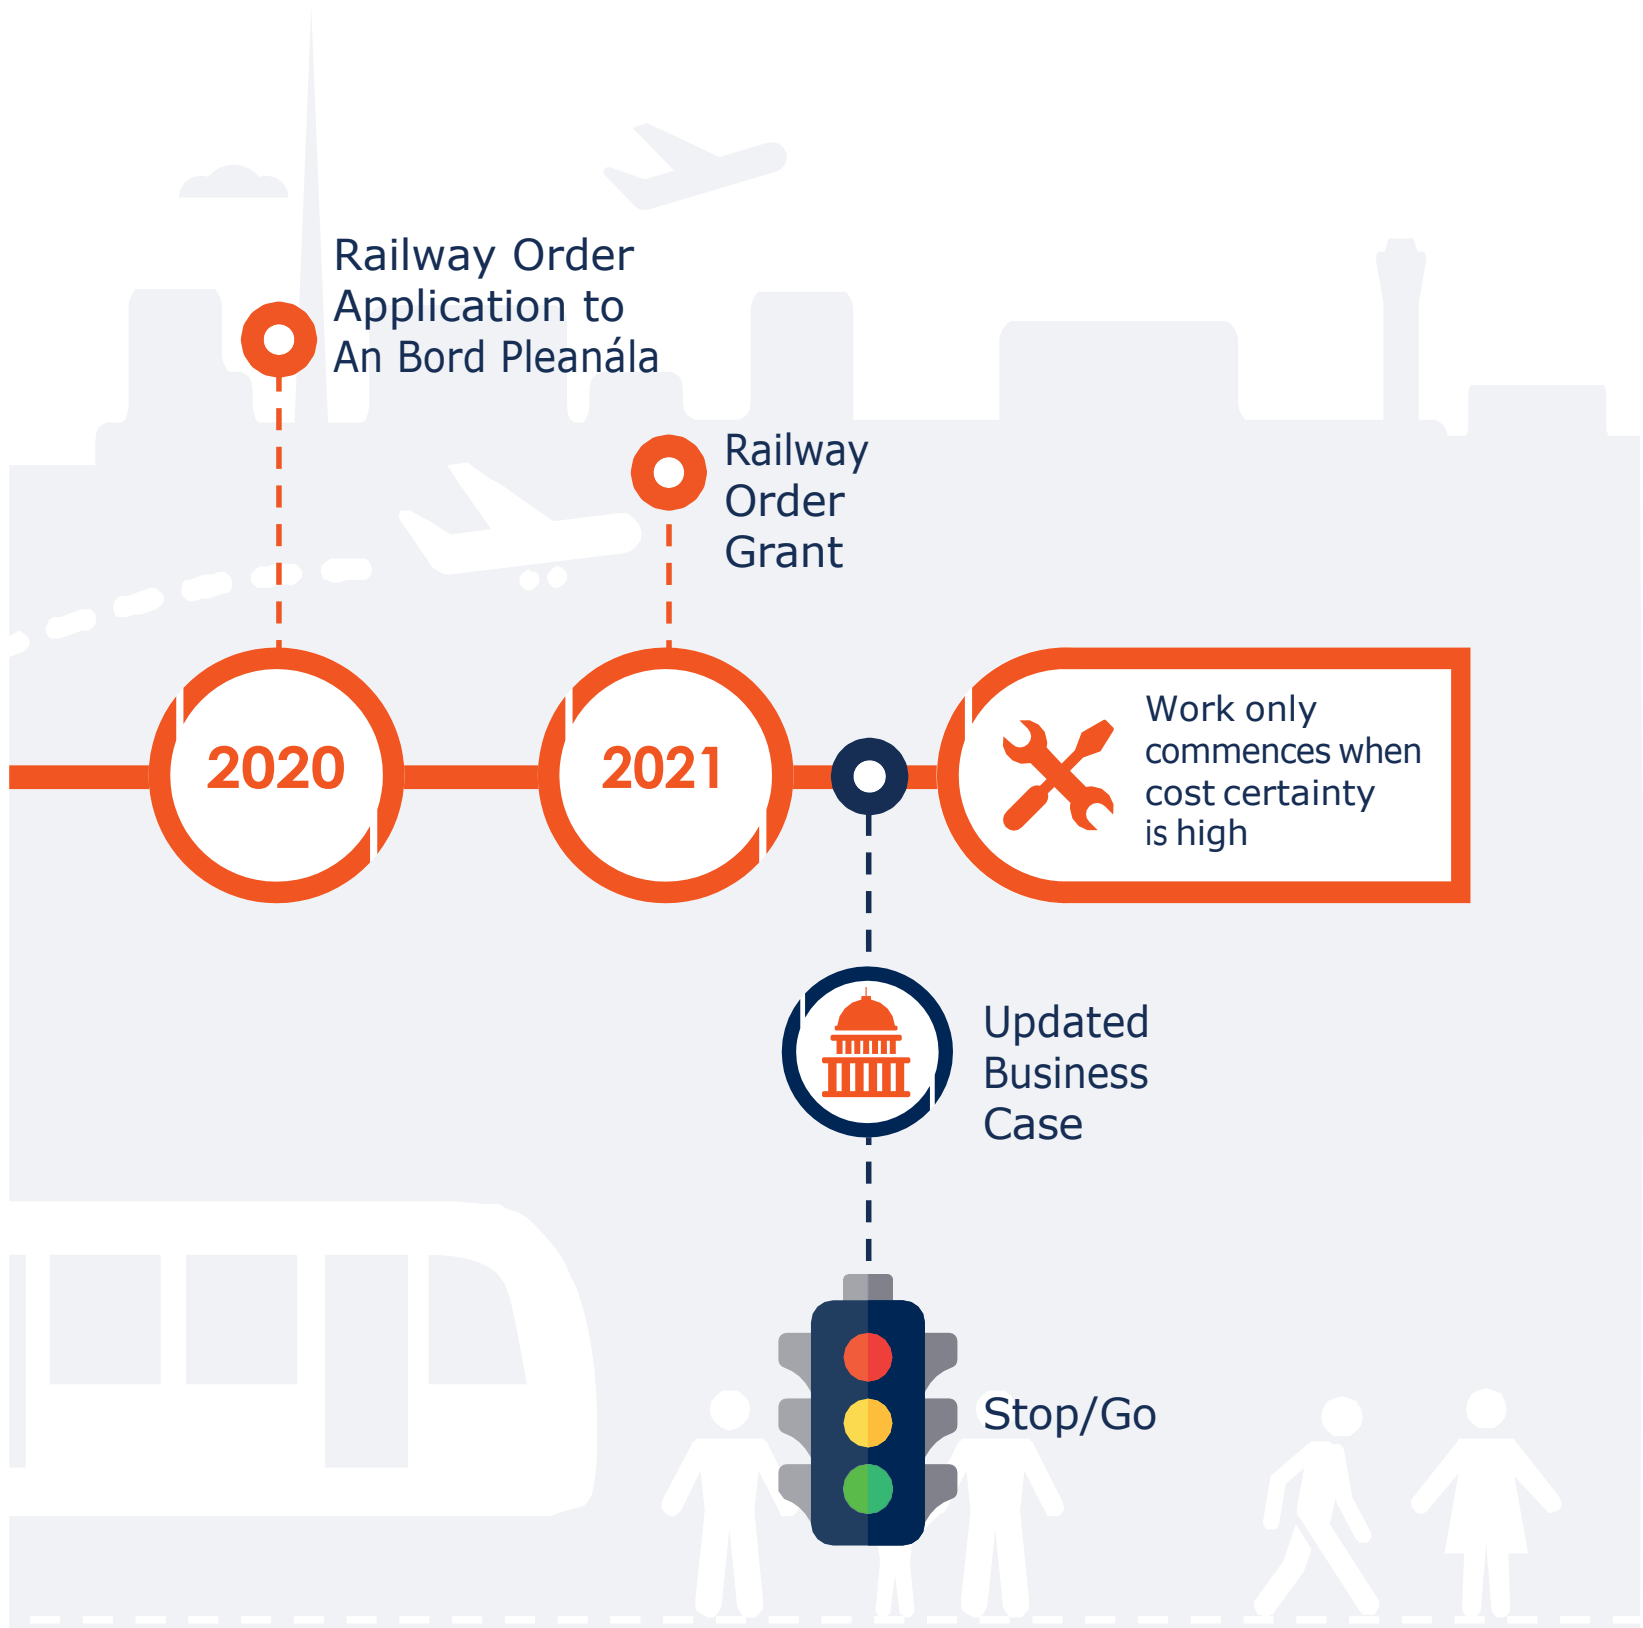 Railway Order
Application to
An Bord Pleanála
Railway
Order
Grant
2020
2021
Work only
commences when
cost certainty
is high
Updated
Business
Case
Stop/Go